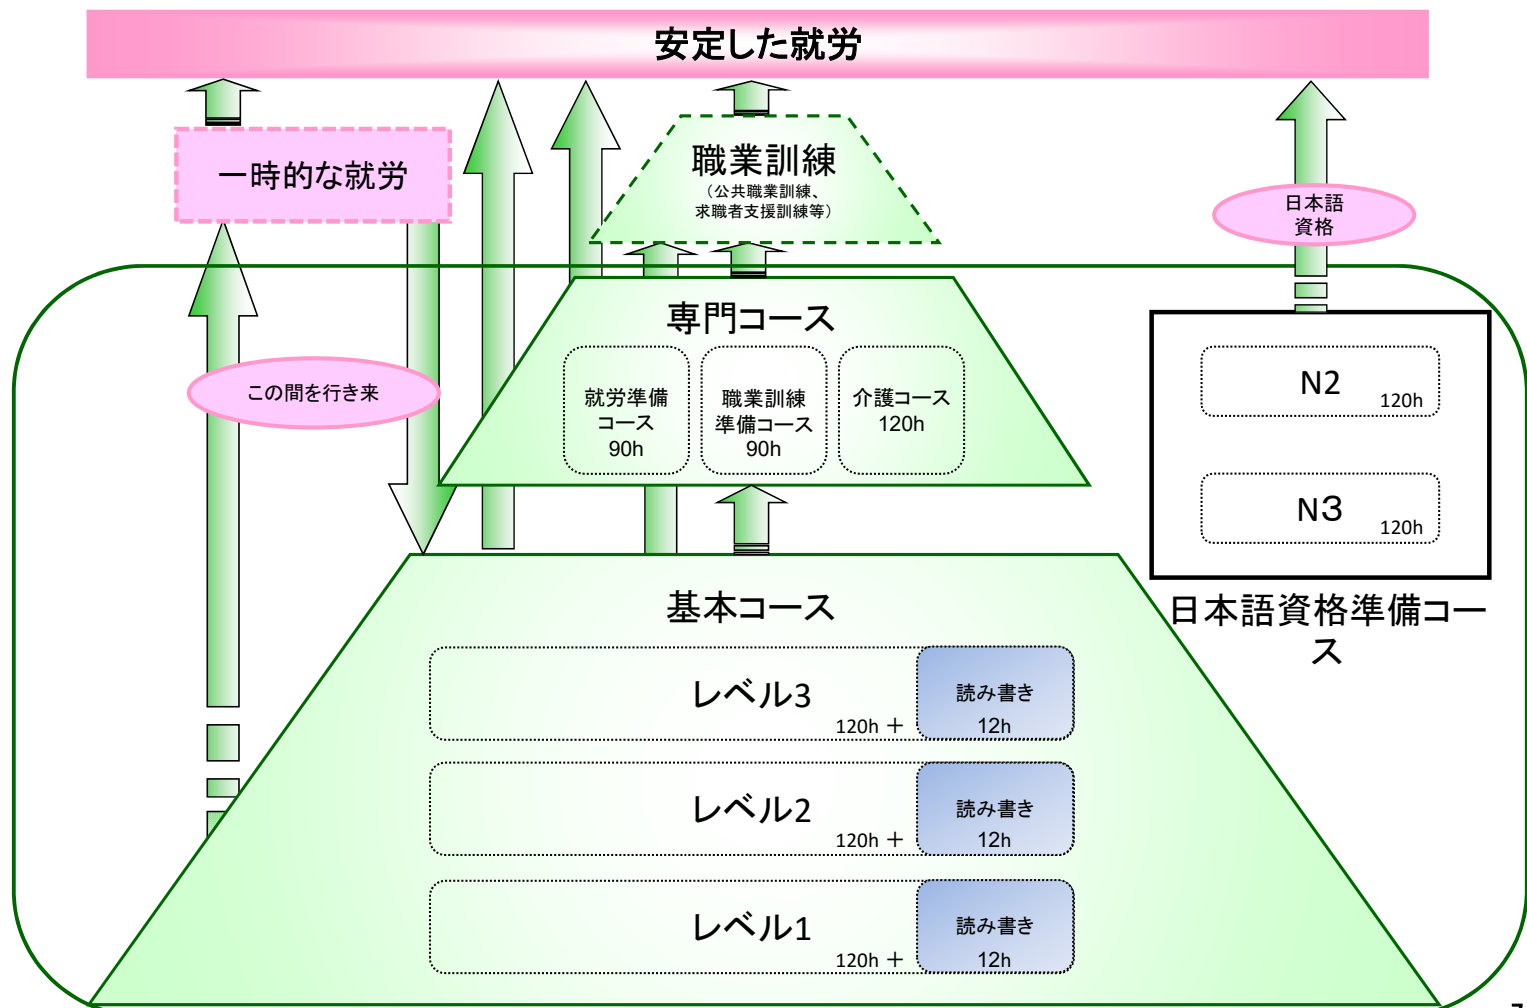 安定した就労
一時的な就労
職業訓練
（公共職業訓練、
求職者支援訓練等）
日本語
資格
この間を行き来
専門コース
就労準備
コース
90h
職業訓練
準備コース
90h
介護コース
120h
N2
120h
N3
120h
日本語資格準備コー
ス
基本コース
レベル3
120h ＋
読み書き
12h
レベル2
120h ＋
読み書き
12h
レベル1
120h ＋
読み書き
12h